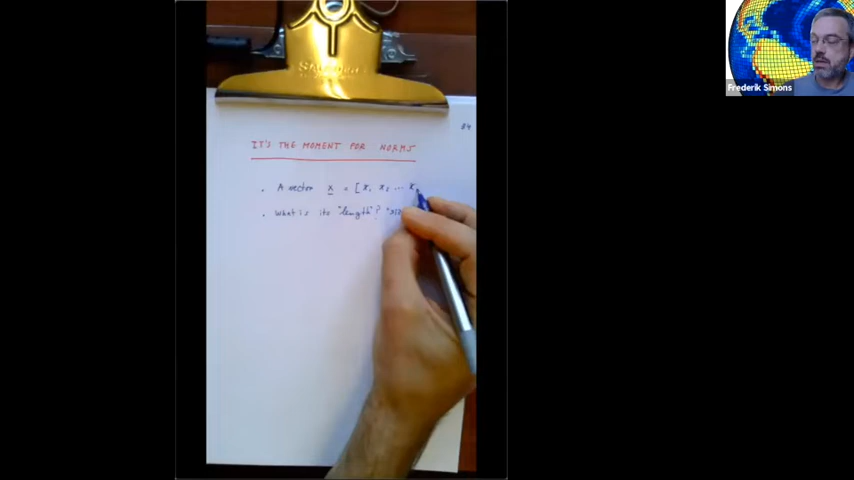 Frederik Simons
84
IT'S THE MOMENT FOR NORMS
. A vector x = [ x₁ x₂ ... x
. What is its "length"?